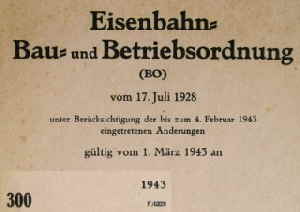 Eisenbahn-
Bau- und Betriebsordnung
(BO)
vom 17. Juli 1928
unter Berücksichtigung der bis zum 4. Februar 1943
eingetretenen Änderungen
gültig vom 1. März 1943 an
1943
300